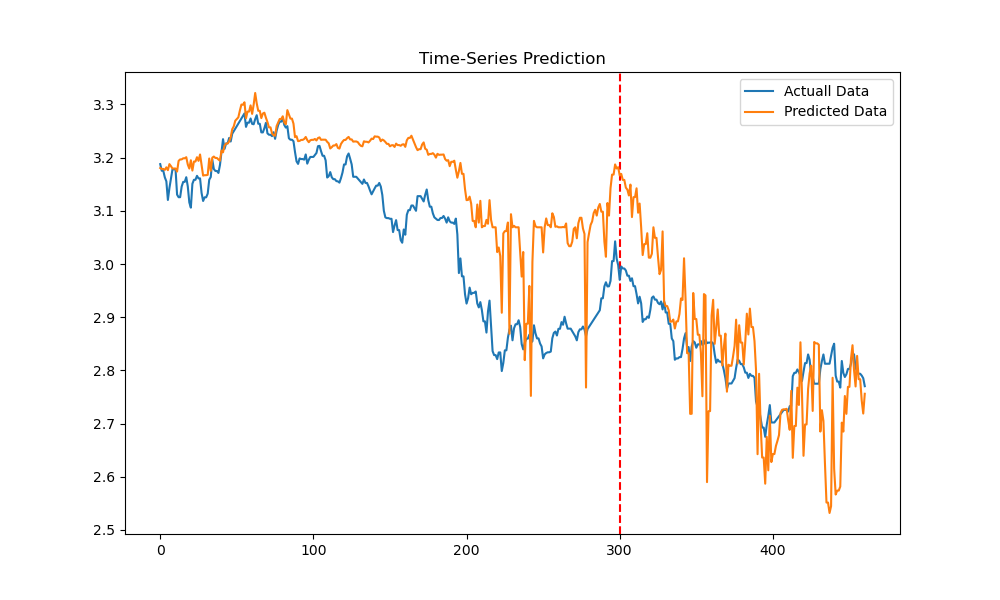 Time-Series Prediction
Actuall Data
Predicted Data
3.3
3.2
3.1
3.0
2.9
2.8
2.7
2.6
2.5
0 100 200 300 400